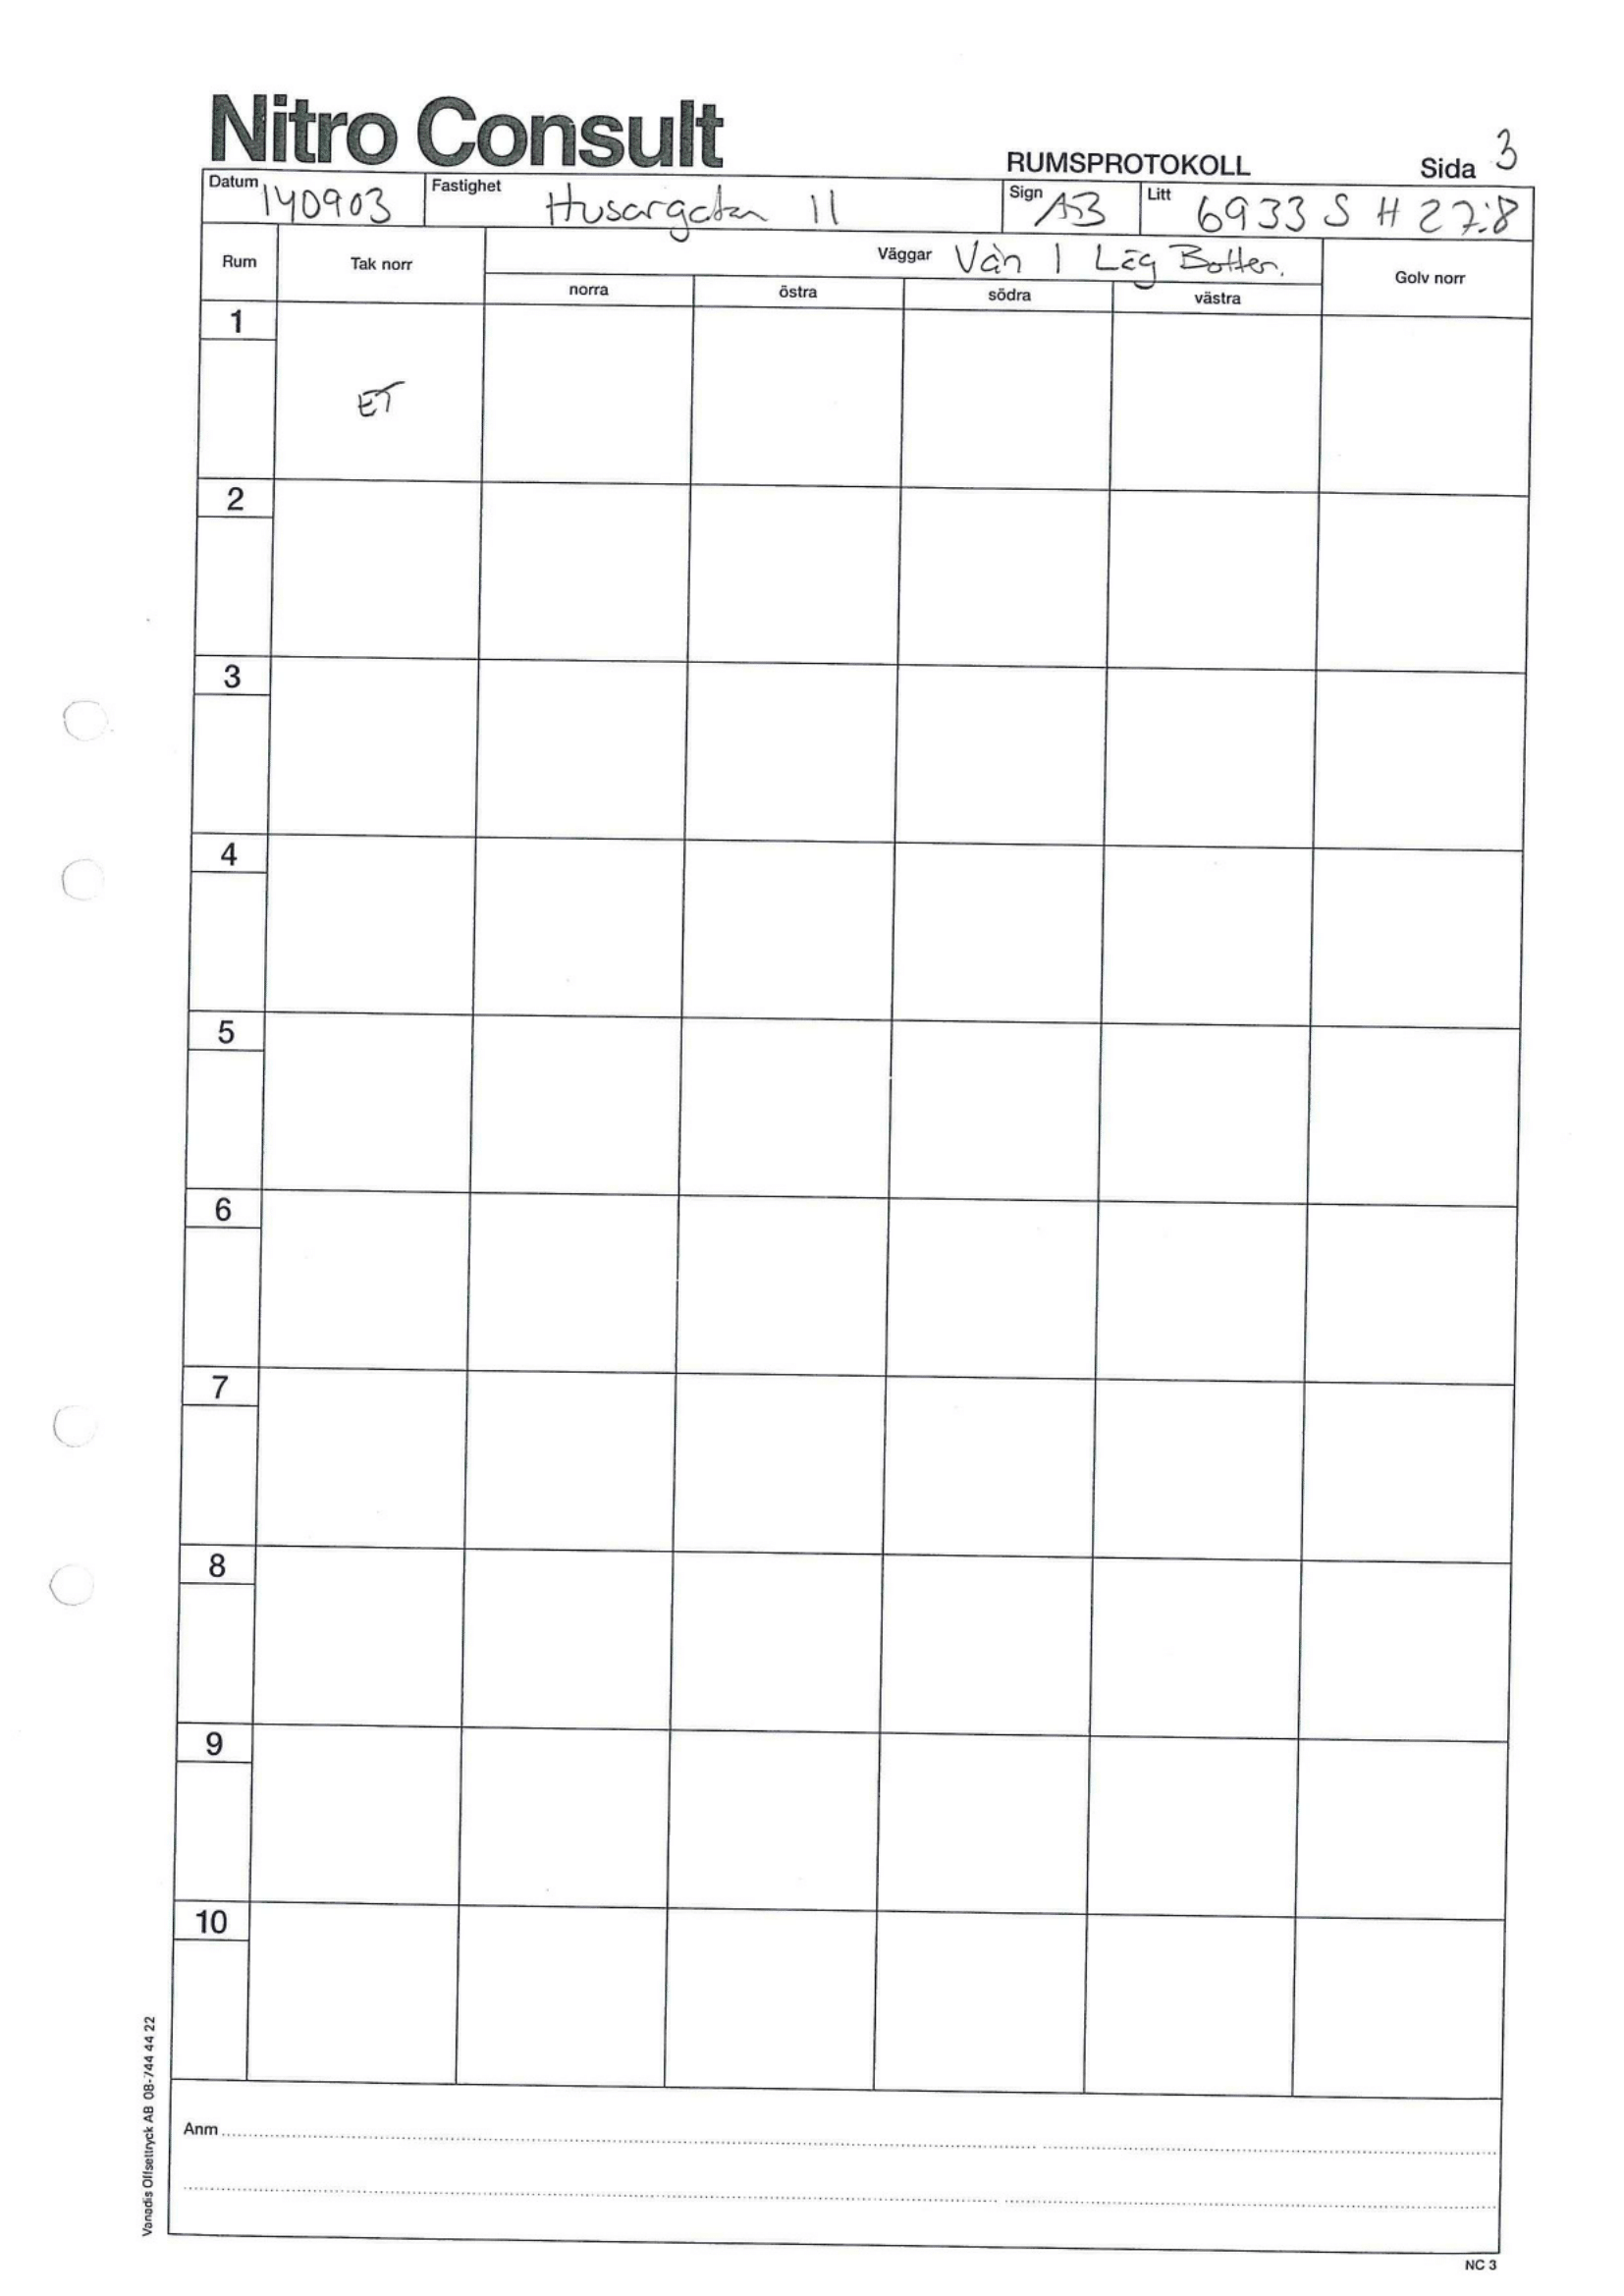 Nitro Consult
RUMSPROTOKOLL
Sida 3
Datum 140903
Fastighet Husargatan 11
Sign AB
Litt 6933 S H 27:8
Rum
Tak norr
Väggar Vån 1 Läg Botten.
Golv norr
norra
östra
södra
västra
1
ET
2
3
4
5
6
7
8
9
10
Anm
Vanadis Offsettryck AB 08-744 44 22
NC 3